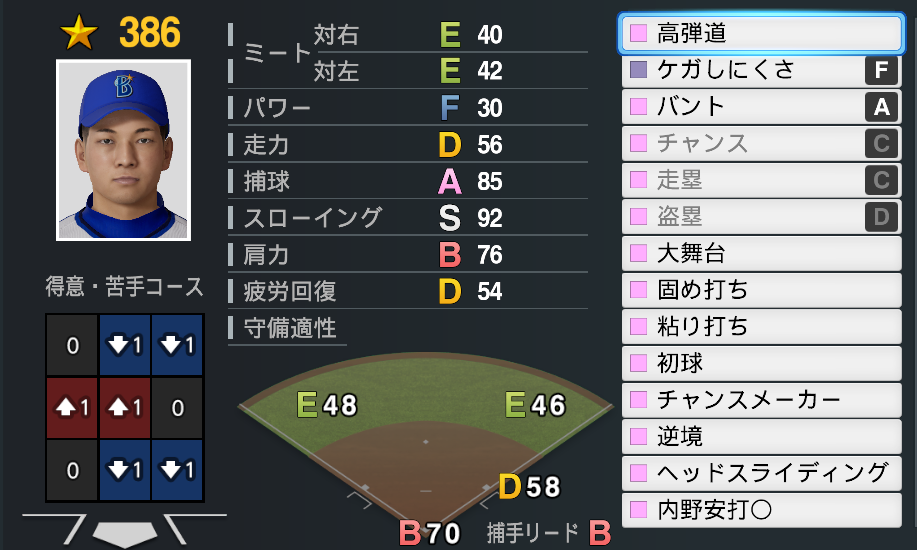 386
B
得意・苦手コース
0 1 1
1 1 0
0 1 1
ミート 対右 E 40
対左 E 42
パワー F 30
走力 D 56
捕球 A 85
スローイング S 92
肩力 B 76
疲労回復 D 54
守備適性
E48 E46
D58
B70 捕手リード B
高弾道
ケガしにくさ F
バント A
チャンス C
走塁 C
盗塁 D
大舞台
固め打ち
粘り打ち
初球
チャンスメーカー
逆境
ヘッドスライディング
内野安打〇